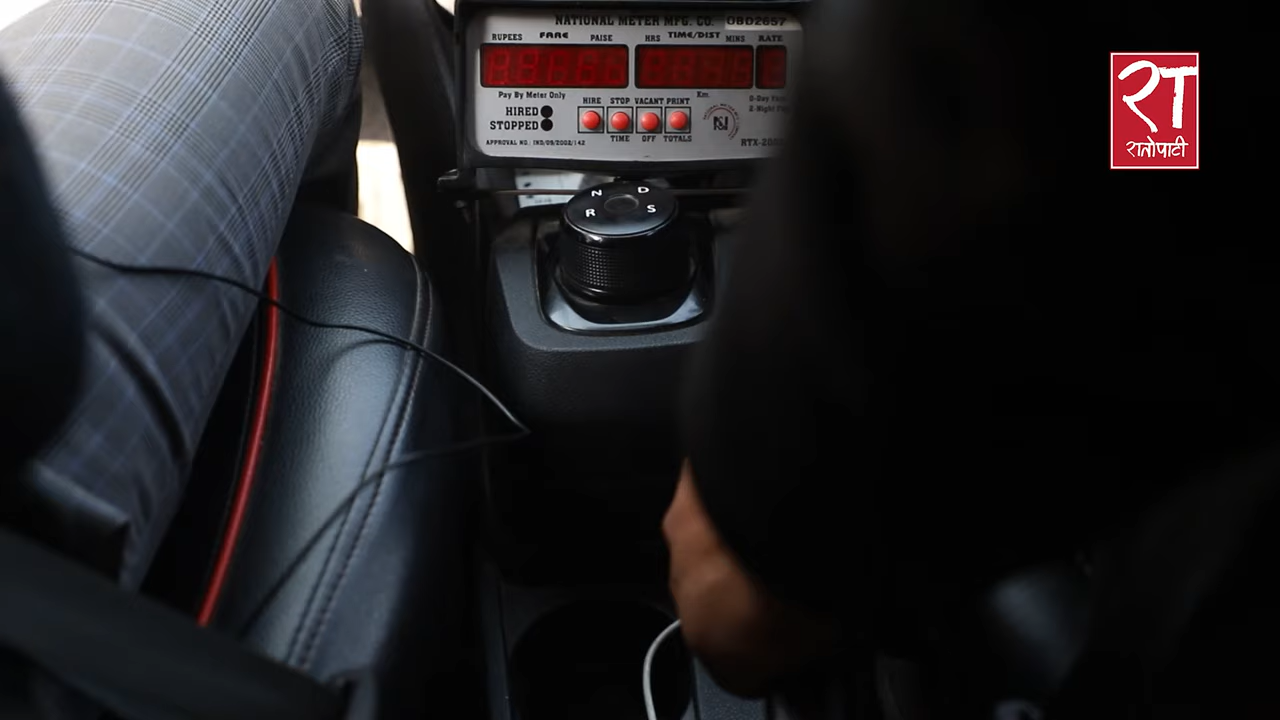 NATIONAL METER MFG. CO. OBD2657
RUPEES FARE PAISE HRS TIME/DIST MINS RATE
Pay By Meter Only Km.
HIRE STOP VACANT PRINT
HIRED
STOPPED
TIME OFF TOTALS
APPROVAL NO.: IND/09/2002/142
N D
R S
रा
रातोपाटी